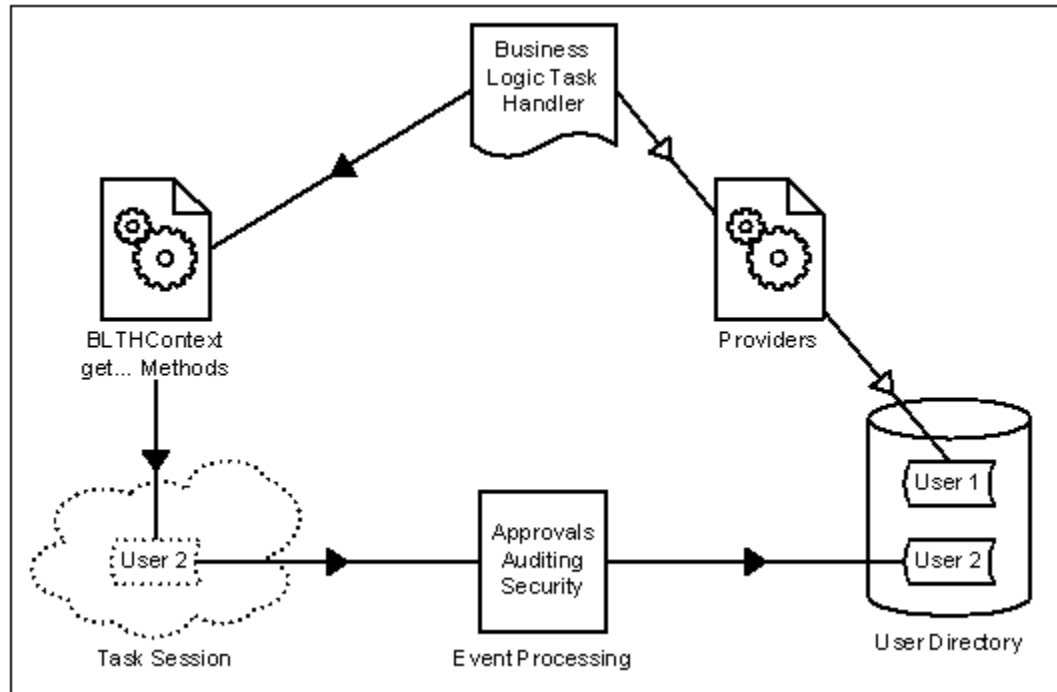 Business
Logic Task
Handler
BLTHContext
get... Methods
Providers
User 1
User 2
User 2
Approvals
Auditing
Security
Task Session
Event Processing
User Directory